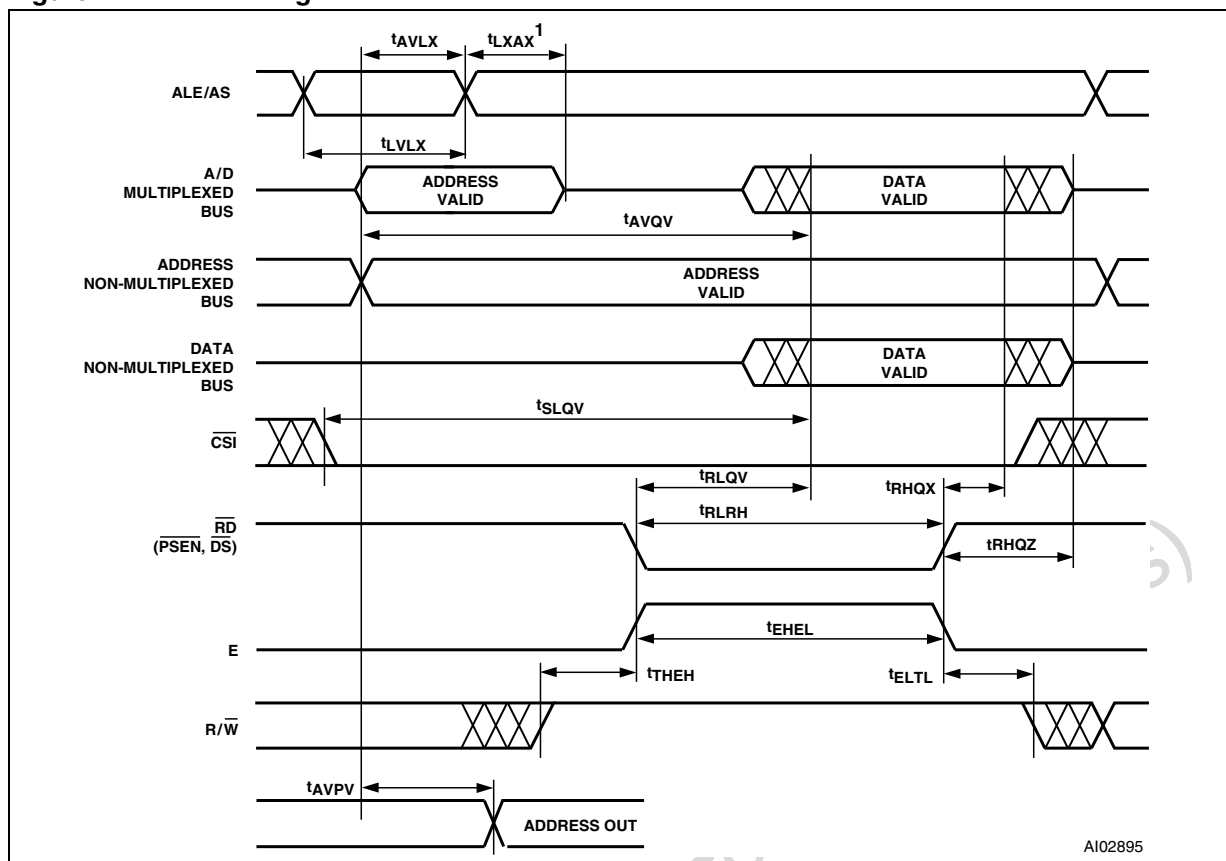 tAVLX
tLXAX1
ALE/AS
tLVLX
A/D
MULTIPLEXED
BUS
ADDRESS
VALID
DATA
VALID
tAVQV
ADDRESS
NON-MULTIPLEXED
BUS
ADDRESS
VALID
DATA
NON-MULTIPLEXED
BUS
DATA
VALID
tSLQV
CSI
tRLQV
tRHQX
tRLRH
RD
(PSEN, DS)
tRHQZ
tEHEL
E
tTHEH
tELTL
R/W
tAVPV
ADDRESS OUT
AI02895